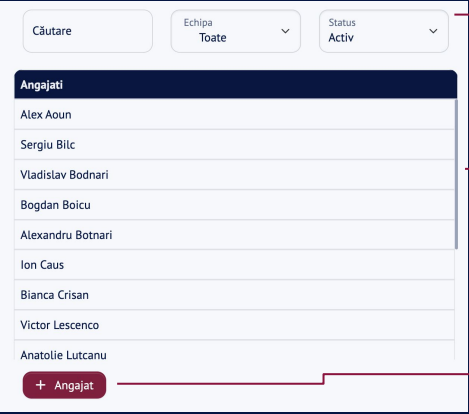 Căutare
Echipa
Toate
Status
Activ
Angajati
Alex Aoun
Sergiu Bilc
Vladislav Bodnari
Bogdan Boicu
Alexandru Botnari
Ion Caus
Bianca Crisan
Victor Lescenco
Anatolie Lutcanu
+ Angajat